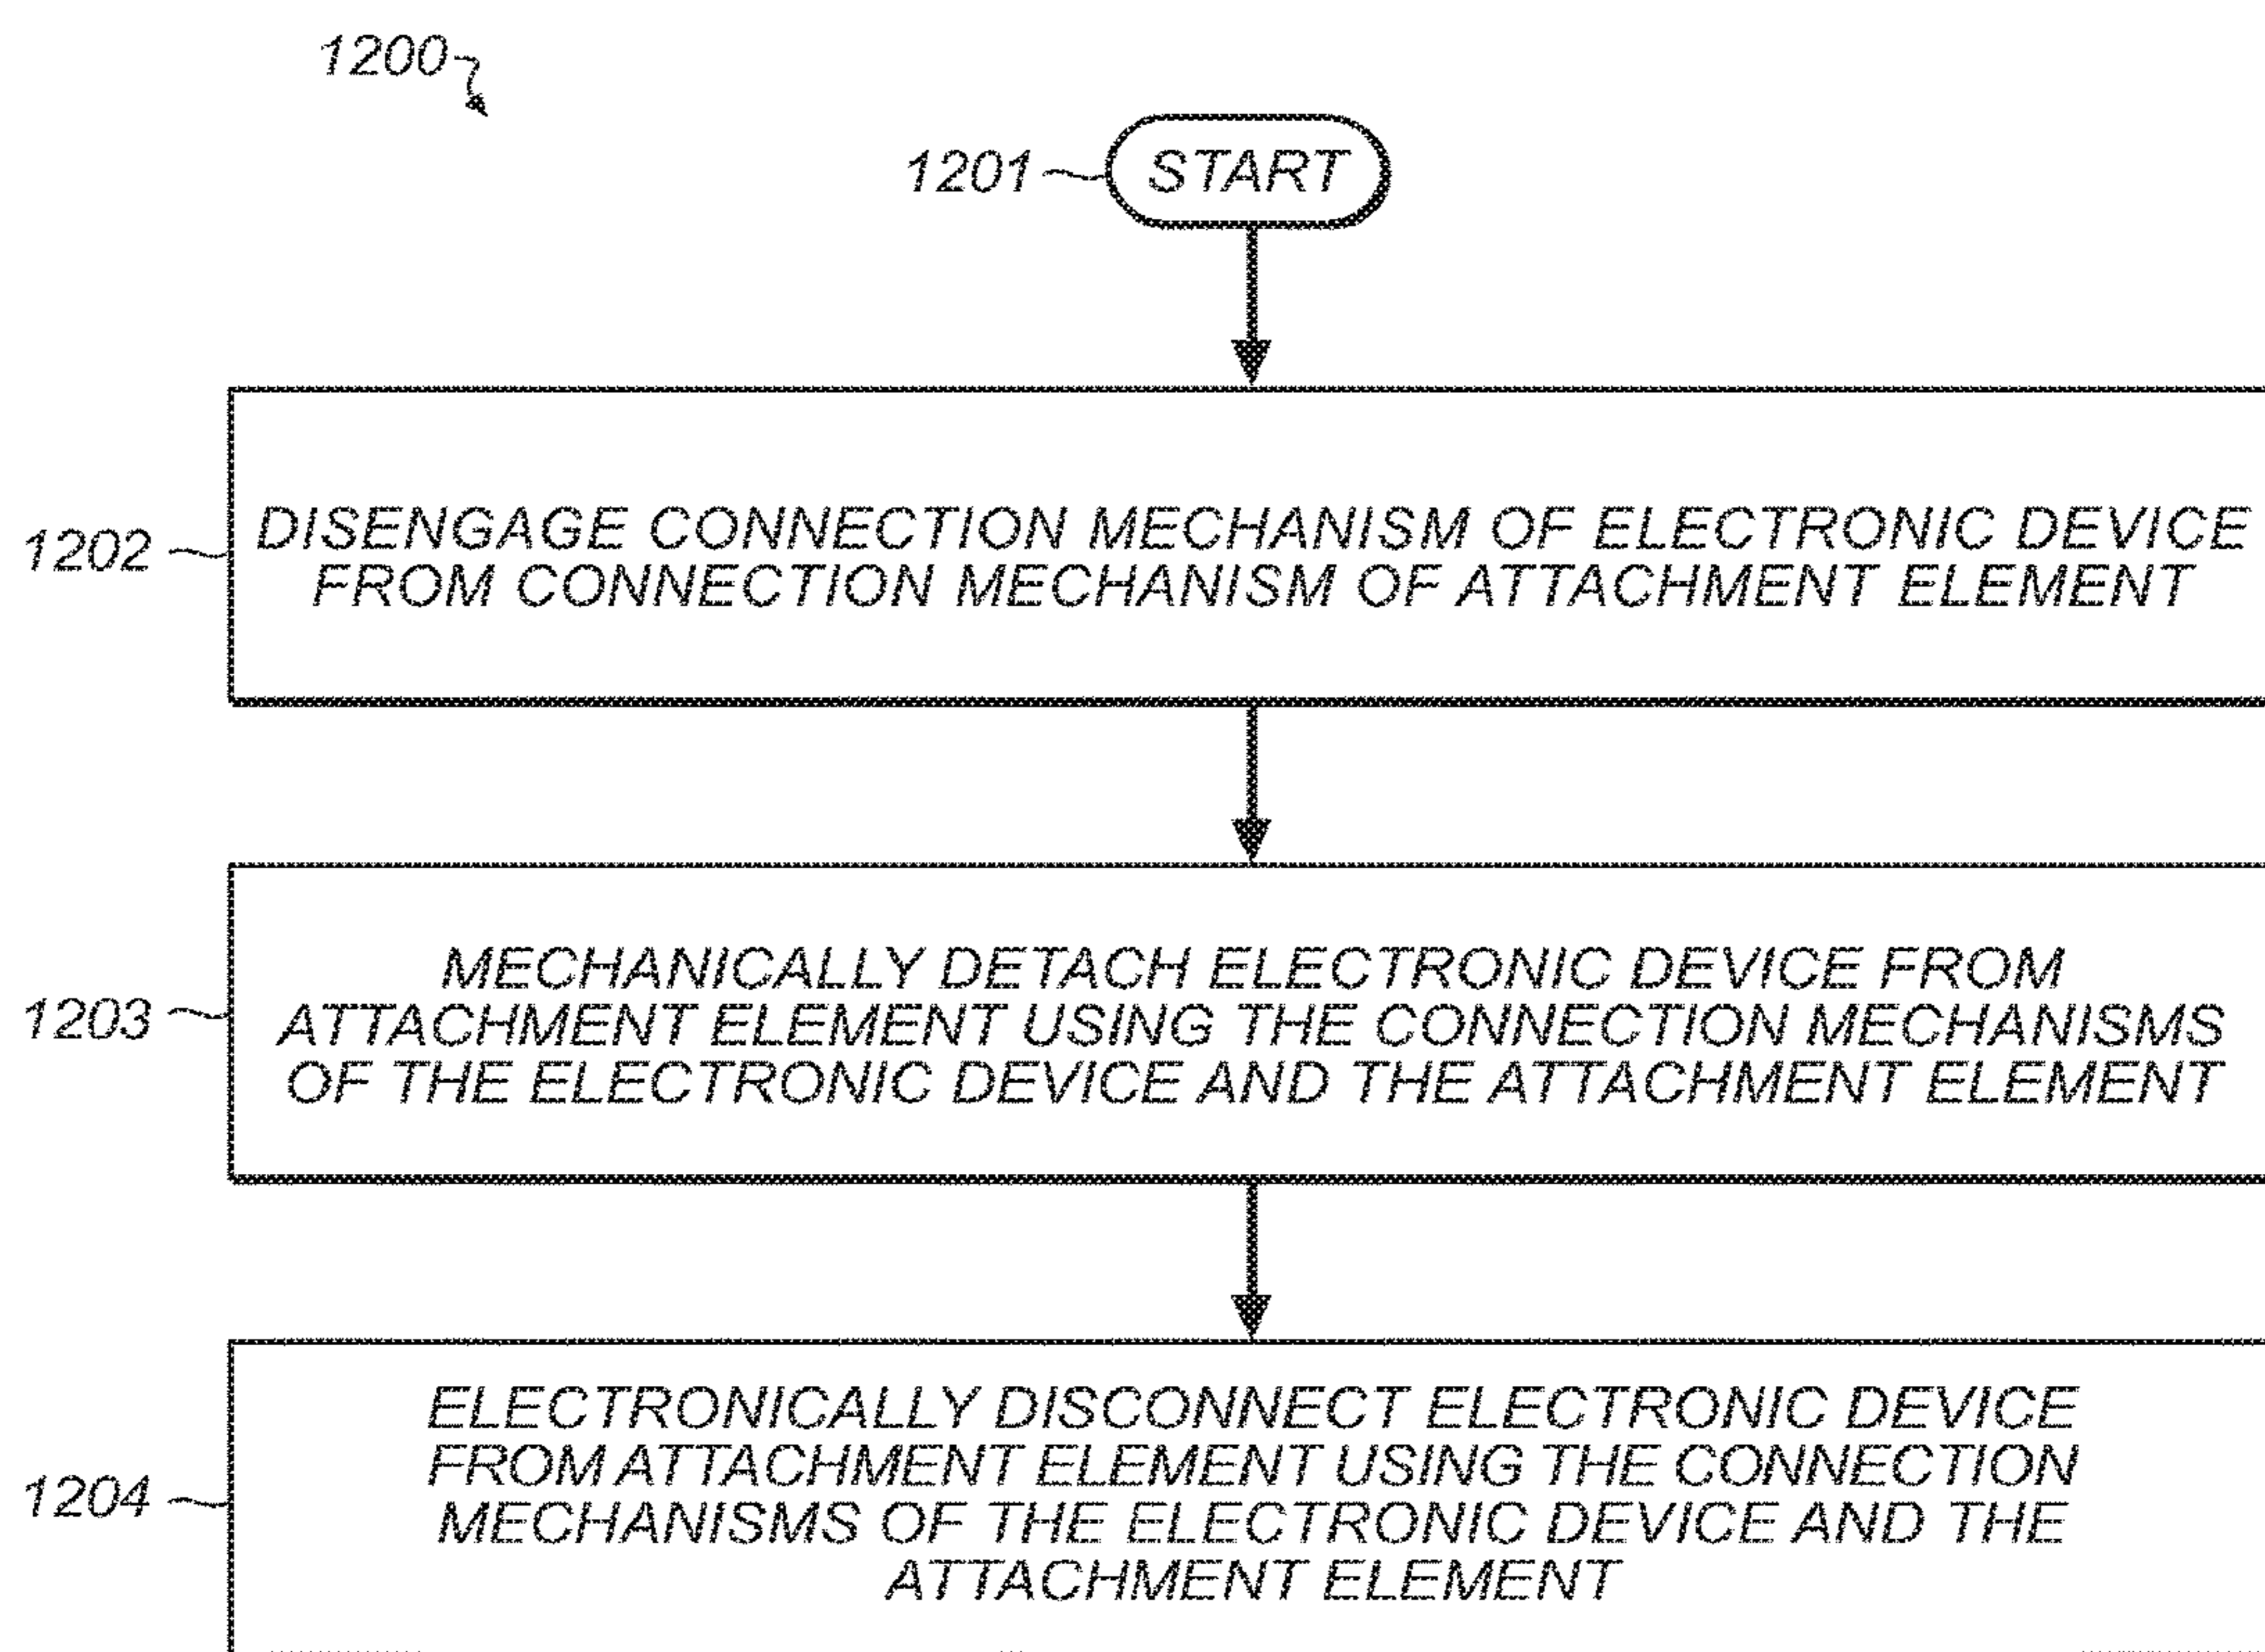 1200
1201
START
1202
DISENGAGE CONNECTION MECHANISM OF ELECTRONIC DEVICE
FROM CONNECTION MECHANISM OF ATTACHMENT ELEMENT
1203
MECHANICALLY DETACH ELECTRONIC DEVICE FROM
ATTACHMENT ELEMENT USING THE CONNECTION MECHANISMS
OF THE ELECTRONIC DEVICE AND THE ATTACHMENT ELEMENT
1204
ELECTRONICALLY DISCONNECT ELECTRONIC DEVICE
FROM ATTACHMENT ELEMENT USING THE CONNECTION
MECHANISMS OF THE ELECTRONIC DEVICE AND THE
ATTACHMENT ELEMENT